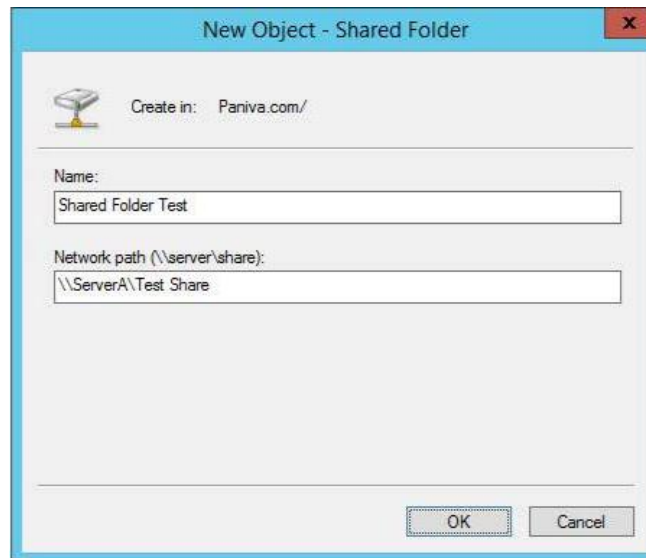 New Object - Shared Folder
x
Create in: Paniva.com/
Name:
Shared Folder Test
Network path (\\server\share):
\\ServerA\Test Share
OK Cancel